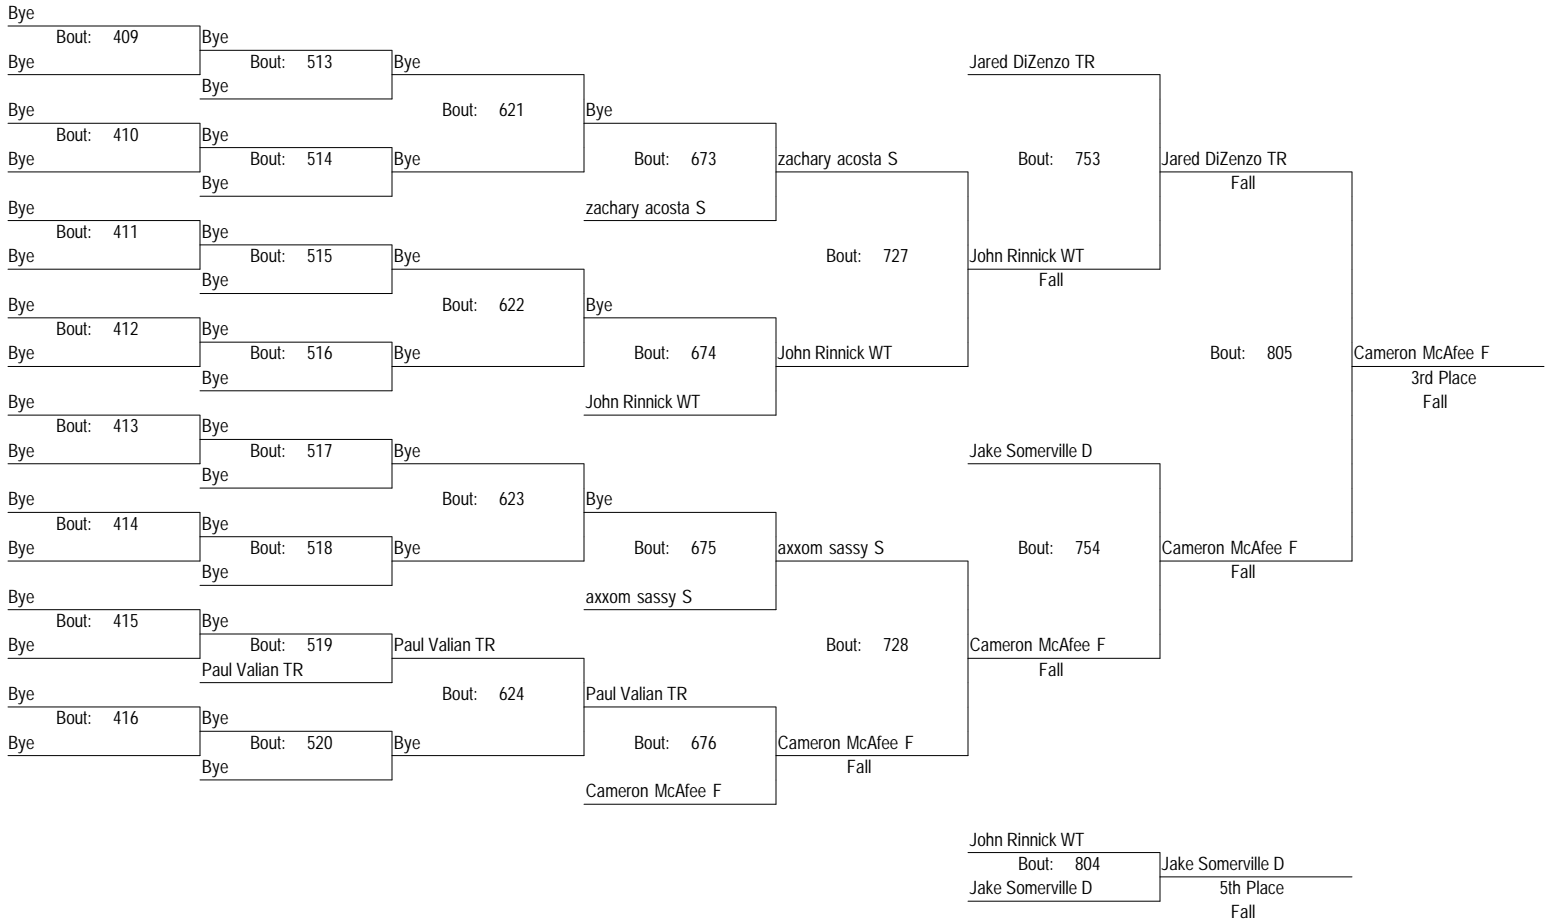 Bye
Bout: 409 Bye
Bye Bout: 513 Bye Jared DiZenzo TR
Bye
Bye Bout: 621 Bye
Bout: 410 Bye
Bye Bout: 514 Bye Bout: 673 zachary acosta S Bout: 753 Jared DiZenzo TR
Bye Fall
Bye zachary acosta S
Bout: 411 Bye
Bye Bout: 515 Bye Bout: 727 John Rinnick WT
Bye Fall
Bye Bout: 622 Bye
Bout: 412 Bye
Bye Bout: 516 Bye Bout: 674 John Rinnick WT Bout: 805 Cameron McAfee F
Bye 3rd Place
Bye John Rinnick WT Fall
Bout: 413 Bye
Bye Bout: 517 Bye Jake Somerville D
Bye
Bye Bout: 623 Bye
Bout: 414 Bye
Bye Bout: 518 Bye Bout: 675 axxom sassy S Bout: 754 Cameron McAfee F
Bye Fall
Bye axxom sassy S
Bout: 415 Bye
Bye Bout: 519 Paul Valian TR Bout: 728 Cameron McAfee F
Paul Valian TR Fall
Bye Bout: 624 Paul Valian TR
Bout: 416 Bye
Bye Bout: 520 Bye Bout: 676 Cameron McAfee F
Bye Fall
Cameron McAfee F
John Rinnick WT
Bout: 804 Jake Somerville D
Jake Somerville D 5th Place
Fall